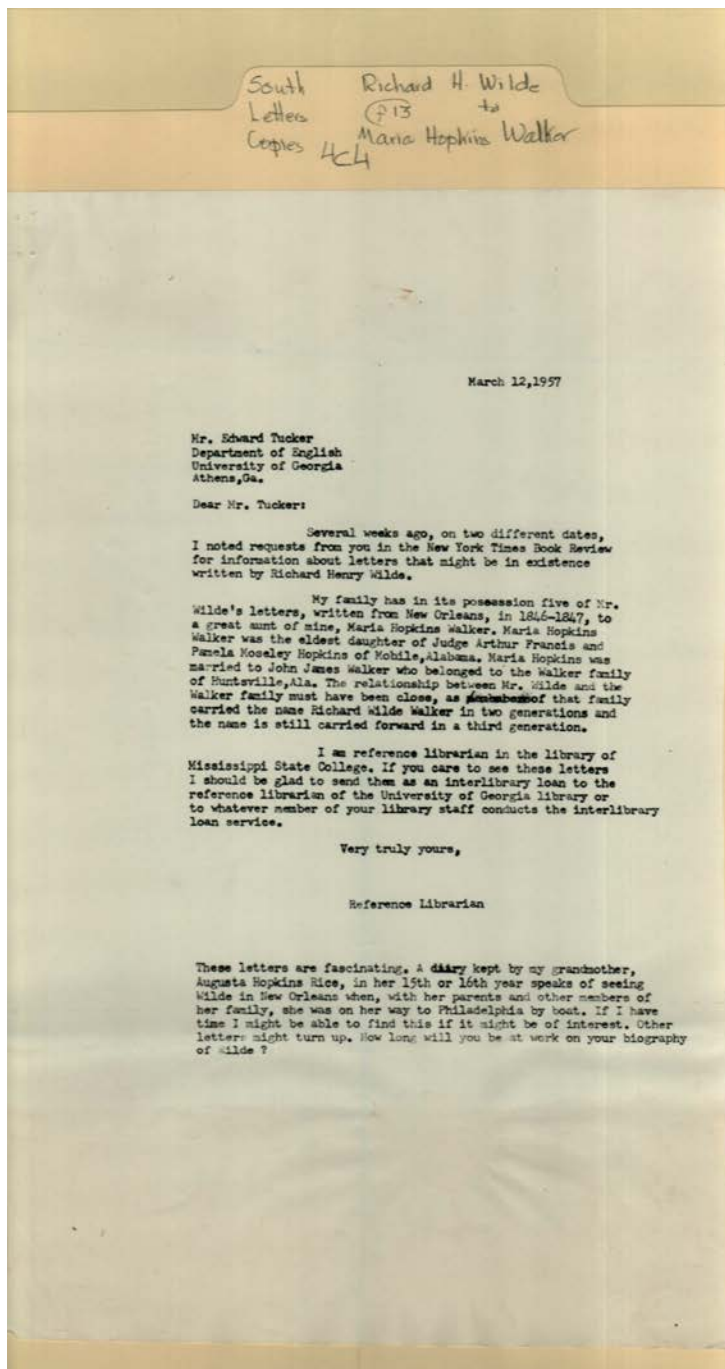 South Richard H. Wilde
Letters P13 to
Copies 4C4 Maria Hopkins Walker
March 12,1957
Mr. Edward Tucker
Department of English
University of Georgia
Athens,Ga.
Dear Mr. Tucker:
Several weeks ago, on two different dates,
I noted requests from you in the New York Times Book Review
for information about letters that might be in existence
written by Richard Henry Wilde.
My family has in its possession five of Mr.
Wilde's letters, written from New Orleans, in 1846-1847, to
a great aunt of mine, Maria Hopkins Walker. Maria Hopkins
Walker was the eldest daughter of Judge Arthur Francis and
Pamela Moseley Hopkins of Mobile,Alabama. Maria Hopkins was
married to John James Walker who belonged to the Walker family
of Huntsville,Ala. The relationship between Mr. Wilde and the
Walker family must have been close, as of that family
carried the name Richard Wilde Walker in two generations and
the name is still carried forward in a third generation.
I am reference librarian in the library of
Mississippi State College. If you care to see these letters
I should be glad to send them as an interlibrary loan to the
reference librarian of the University of Georgia library or
to whatever member of your library staff conducts the interlibrary
loan service.
Very truly yours,
Reference Librarian
These letters are fascinating. A diary kept by my grandmother,
Augusta Hopkins Rice, in her 15th or 16th year speaks of seeing
Wilde in New Orleans when, with her parents and other members of
her family, she was on her way to Philadelphia by boat. If I have
time I might be able to find this if it might be of interest. Other
letters might turn up. How long will you be at work on your biography
of Wilde ?